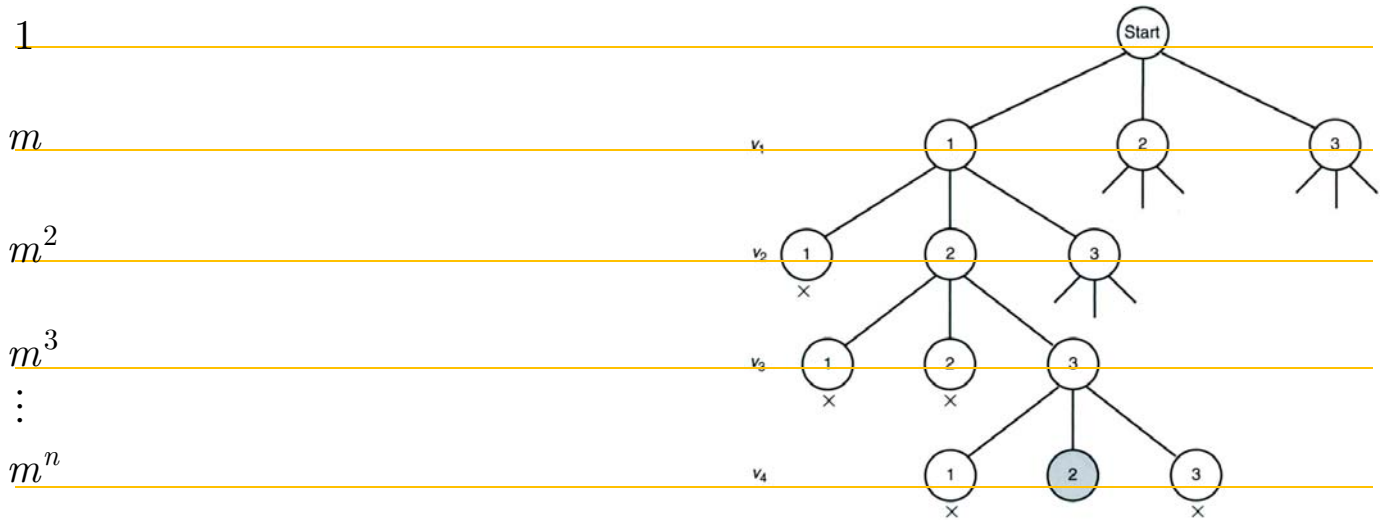 1 Start
m v₁ 1 2 3
m² v₂ 1 2 3
×
m³ v₃ 1 2 3
× ×
⋮
mⁿ v₄ 1 2 3
× ×